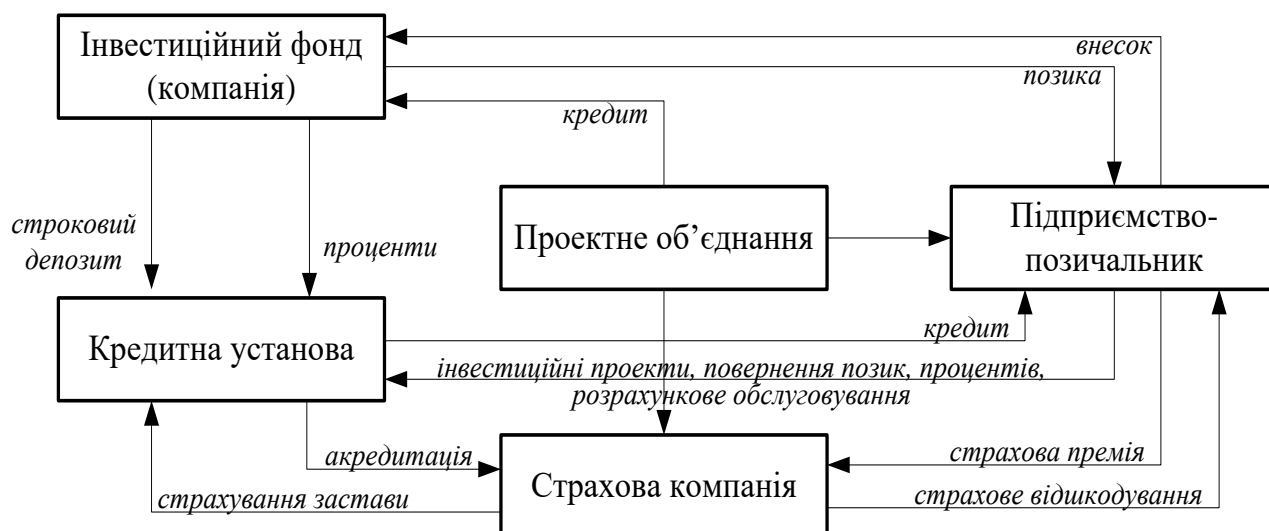 Інвестиційний фонд
(компанія)
внесок
позика
кредит
строковий
депозит
проценти
Проектне об’єднання
Підприємство-
позичальник
Кредитна установа
кредит
інвестиційні проекти, повернення позик, процентів,
розрахункове обслуговування
акредитація
страхування застави
Страхова компанія
страхова премія
страхове відшкодування